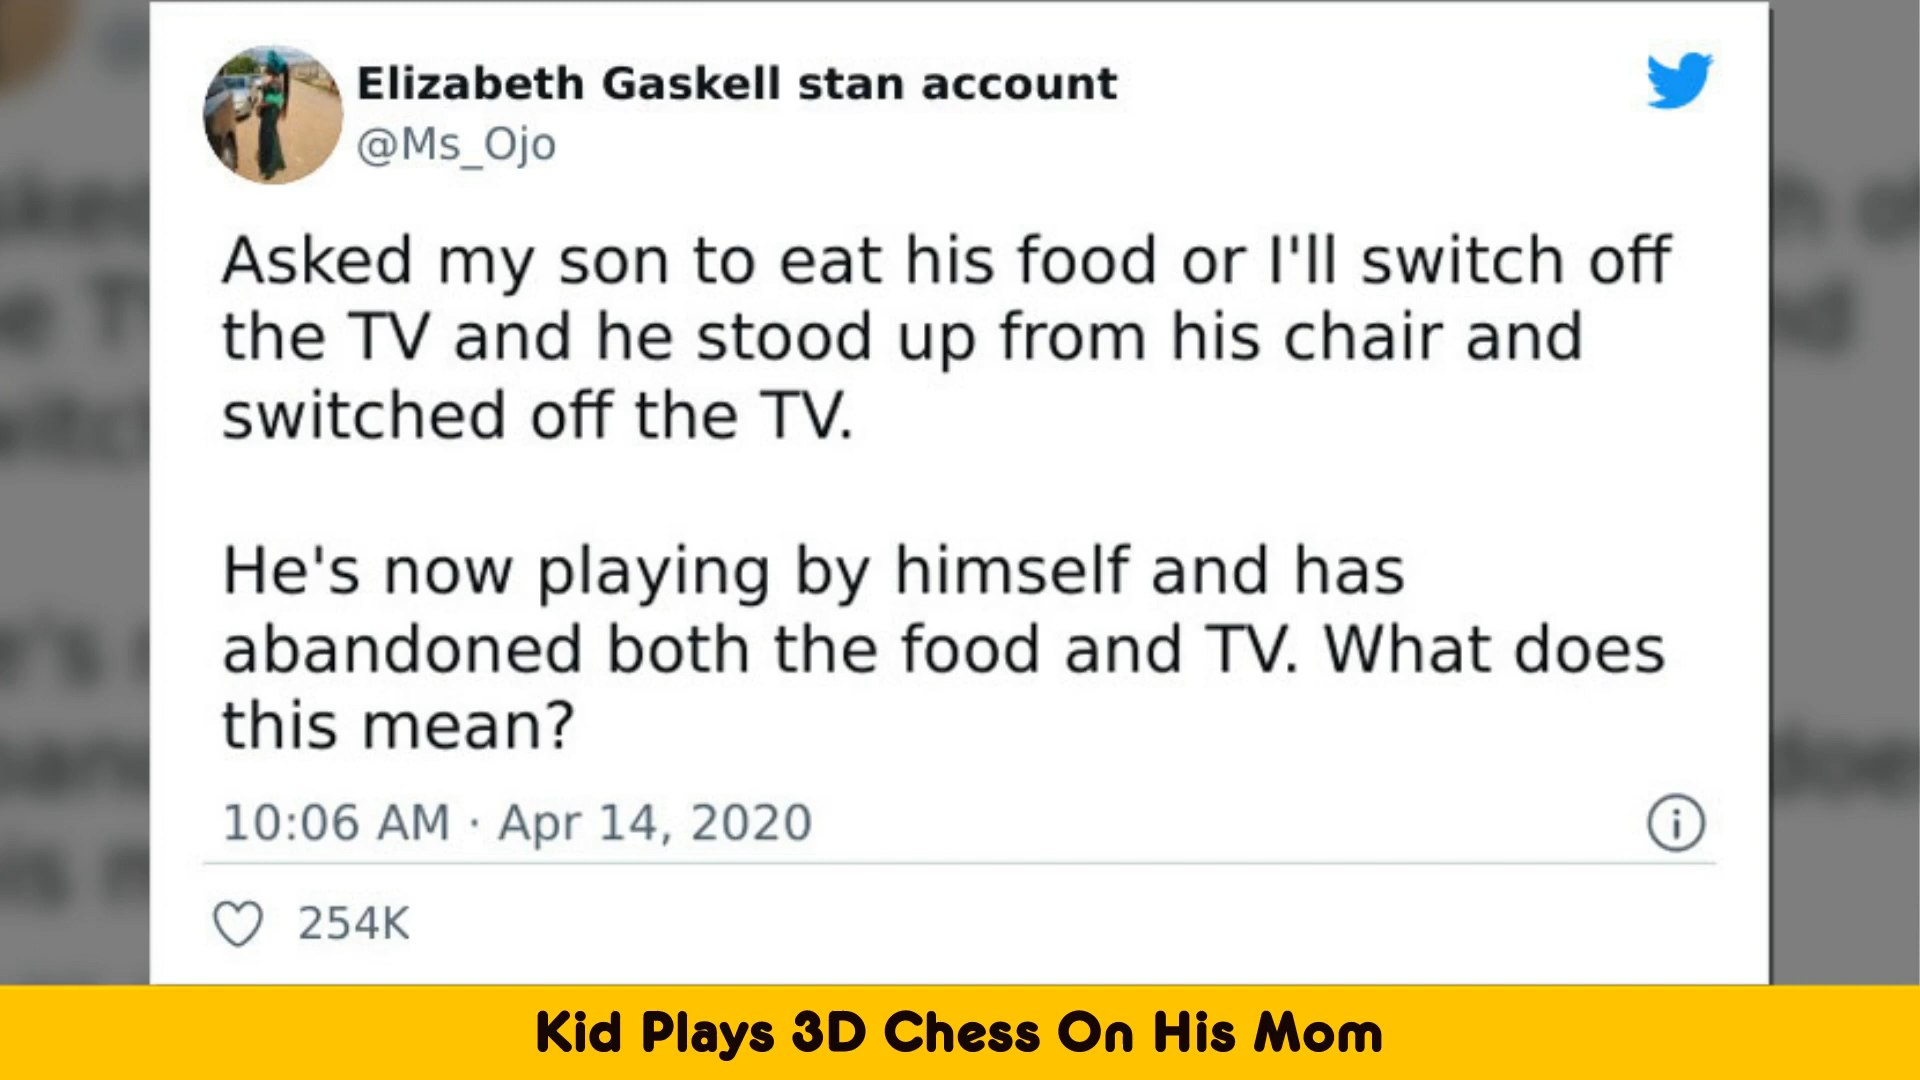 Elizabeth Gaskell stan account
@Ms_Ojo
Asked my son to eat his food or I'll switch off
the TV and he stood up from his chair and
switched off the TV.
He's now playing by himself and has
abandoned both the food and TV. What does
this mean?
10:06 AM · Apr 14, 2020
254K
Kid Plays 3D Chess On His Mom